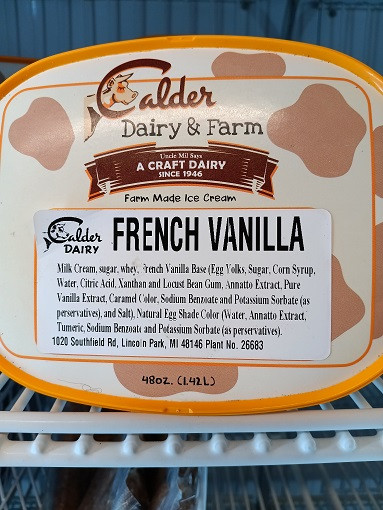 Calder
Dairy & Farm
Uncle Mil Says
A CRAFT DAIRY
SINCE 1946
Farm Made Ice Cream
Calder
DAIRY
FRENCH VANILLA
Milk Cream, sugar, whey, French Vanilla Base (Egg Yolks, Sugar, Corn Syrup,
Water, Citric Acid, Xanthan and Locust Bean Gum, Annatto Extract, Pure
Vanilla Extract, Caramel Color, Sodium Benzoate and Potassium Sorbate (as
perservatives), and Salt), Natural Egg Shade Color (Water, Annatto Extract,
Tumeric, Sodium Benzoate and Potassium Sorbate (as perservatives).
1020 Southfield Rd, Lincoln Park, MI 48146 Plant No. 26683
48oz. (1.42L)